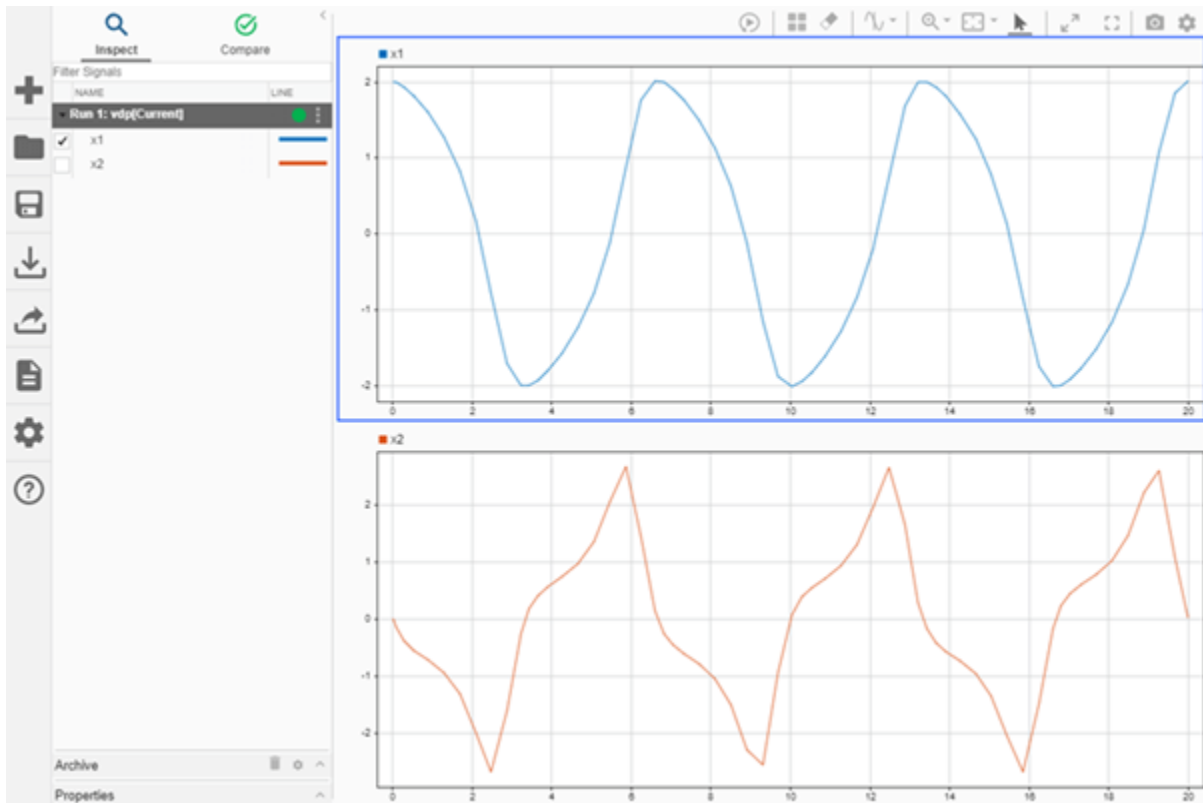 Inspect
Compare
Filter Signals
NAME
LINE
Run 1: vdp[Current]
x1
x2
Archive
Properties
x1
2
1
0
-1
-2
0 2 4 6 8 10 12 14 16 18 20
x2
2
1
0
-1
-2
0 2 4 6 8 10 12 14 16 18 20